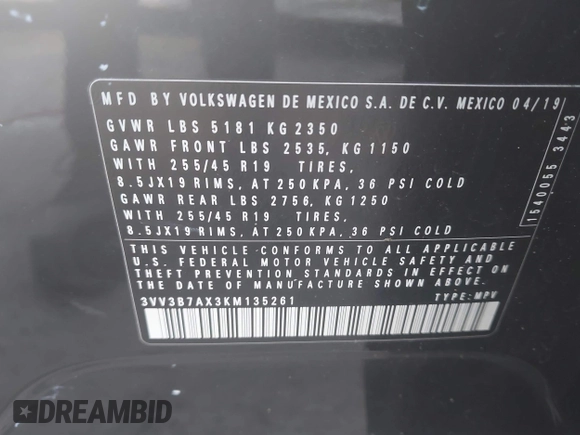 MFD BY VOLKSWAGEN DE MEXICO S.A. DE C.V. MEXICO 04/19
GVWR LBS 5181 KG 2350
GAWR FRONT LBS 2535, KG 1150
WITH 255/45 R19 TIRES,
8.5JX19 RIMS, AT 250 KPA, 36 PSI COLD
GAWR REAR LBS 2756, KG 1250
WITH 255/45 R19 TIRES,
8.5JX19 RIMS, AT 250 KPA, 36 PSI COLD
THIS VEHICLE CONFORMS TO ALL APPLICABLE
U.S. FEDERAL MOTOR VEHICLE SAFETY AND
THEFT PREVENTION STANDARDS IN EFFECT ON
THE DATE OF MANUFACTURE SHOWN ABOVE.
3VV3B7AX3KM135261 TYPE: MPV
1540055 3443
DREAMBID